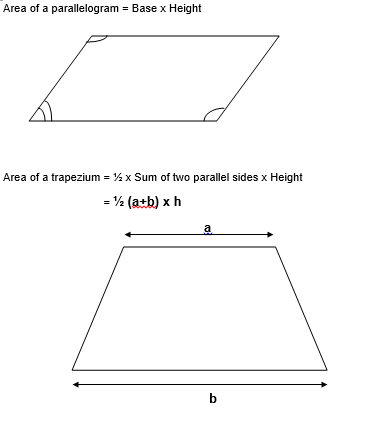 Area of a parallelogram = Base x Height
Area of a trapezium = ½ x Sum of two parallel sides x Height
= ½ (a+b) x h
a
b